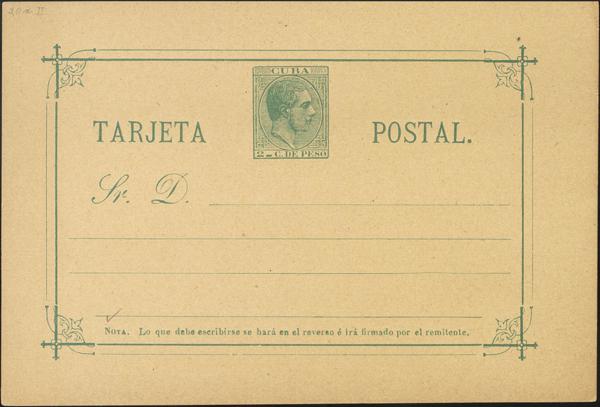 CUBA
2 c. DE PESO
TARJETA POSTAL.
Sr. D.
NOTA. Lo que debe escribirse se hará en el reverso é irá firmado por el remitente.